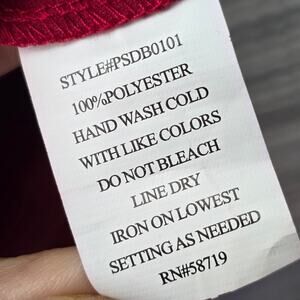 STYLE#PSDB0101
100%POLYESTER
HAND WASH COLD
WITH LIKE COLORS
DO NOT BLEACH
LINE DRY
IRON ON LOWEST
SETTING AS NEEDED
RN#58719